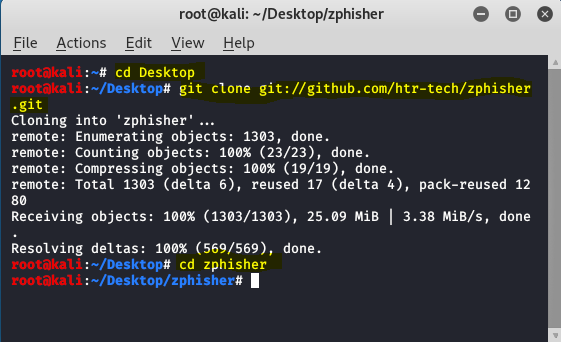 root@kali: ~/Desktop/zphisher
File Actions Edit View Help
root@kali:~# cd Desktop
root@kali:~/Desktop# git clone git://github.com/htr-tech/zphisher
.git
Cloning into 'zphisher'...
remote: Enumerating objects: 1303, done.
remote: Counting objects: 100% (23/23), done.
remote: Compressing objects: 100% (19/19), done.
remote: Total 1303 (delta 6), reused 17 (delta 4), pack-reused 12
80
Receiving objects: 100% (1303/1303), 25.09 MiB | 3.38 MiB/s, done
.
Resolving deltas: 100% (569/569), done.
root@kali:~/Desktop# cd zphisher
root@kali:~/Desktop/zphisher#